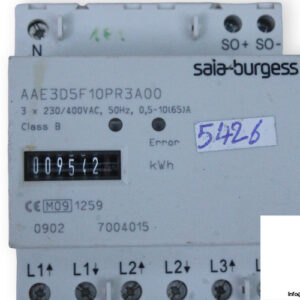 N
SO+ SO-
saia-burgess
AAE3D5F10PR3A00
3 x 230/400VAC, 50Hz, 0,5-10(65)A
Class B
Error
5426
kWh
CE M09 1259
0902 7004015
L1↑ L1↓ L2↑ L2↓ L3↑